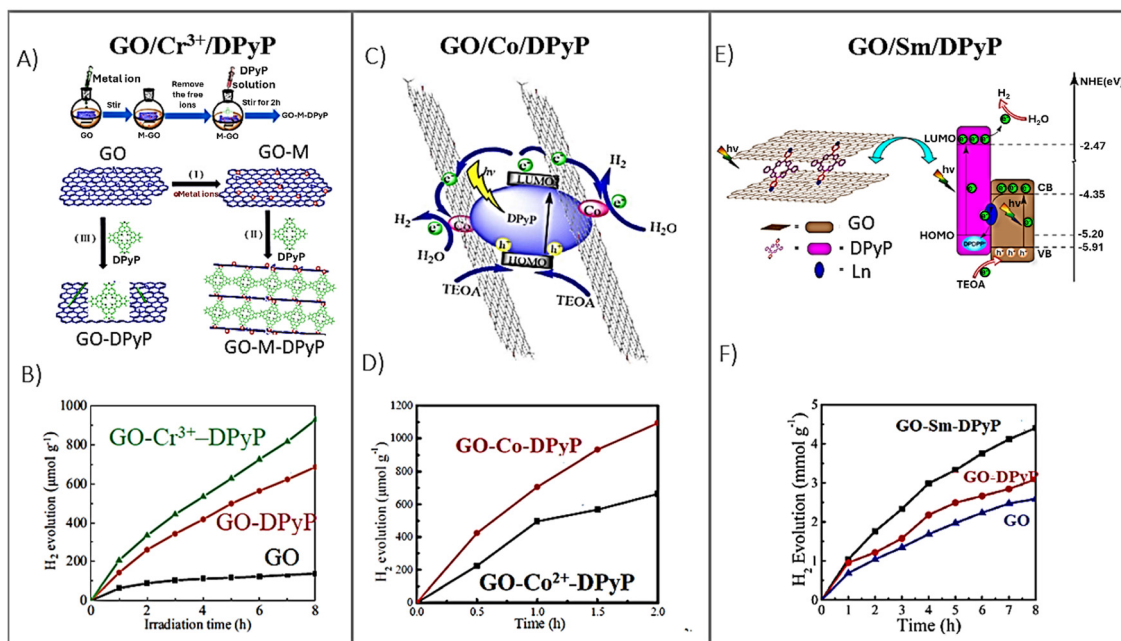 GO/Cr³⁺/DPyP
A)
Metal ion
DPyP
solution
Stir
Remove
the free
ions
Stir for 2h
GO-M-DPyP
GO
M-GO
M-GO
GO
GO-M
(I)
Metal ions
(III)
DPyP
(II)
DPyP
GO-DPyP
GO-M-DPyP
B)
H₂ evolution (μmol g⁻¹)
1000
800
600
400
200
0
GO-Cr³⁺–DPyP
GO-DPyP
GO
0 2 4 6 8
Irradiation time (h)
GO/Co/DPyP
C)
e⁻ e⁻
LUMO
hv
e⁻ e⁻
H₂
H₂
DPyP
Co
Co
e⁻ e⁻
H₂O
H₂O
h⁺ h⁺
HOMO
TEOA
TEOA
D)
H₂ evolution (μmol g⁻¹)
1200
1000
800
600
400
200
0
GO-Co-DPyP
GO-Co²⁺-DPyP
0.0 0.5 1.0 1.5 2.0
Time (h)
GO/Sm/DPyP
E)
NHE(eV)
H₂
H₂O
LUMO
-2.47
hv
hv
hv
CB
-4.35
HOMO
-5.20
-5.91
VB
h⁺ h⁺ h⁺
TEOA
GO
DPyP
Ln
F)
H₂ Evolution (mmol g⁻¹)
5
4
3
2
1
0
GO-Sm-DPyP
GO-DPyP
GO
0 1 2 3 4 5 6 7 8
Time (h)